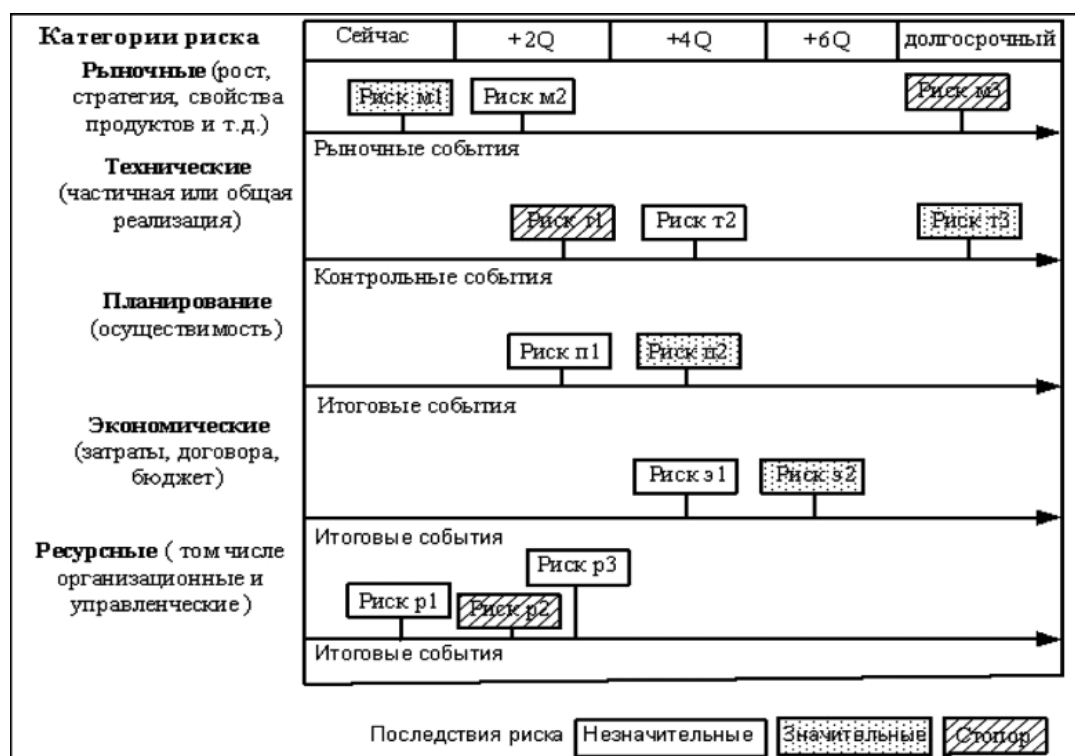 Категории риска
Сейчас
+2Q
+4Q
+6Q
долгосрочный
Рыночные (рост,
стратегия, свойства
продуктов и т.д.)
Риск м1
Риск м2
Риск м3
Рыночные события
Технические
(частичная или общая
реализация)
Риск т1
Риск т2
Риск т3
Контрольные события
Планирование
(осуществимость)
Риск п1
Риск п2
Итоговые события
Экономические
(затраты, договора,
бюджет)
Риск э1
Риск э2
Итоговые события
Ресурсные ( том числе
организационные и
управленческие )
Риск р1
Риск р2
Риск р3
Итоговые события
Последствия риска
Незначительные
Значительные
Стопор